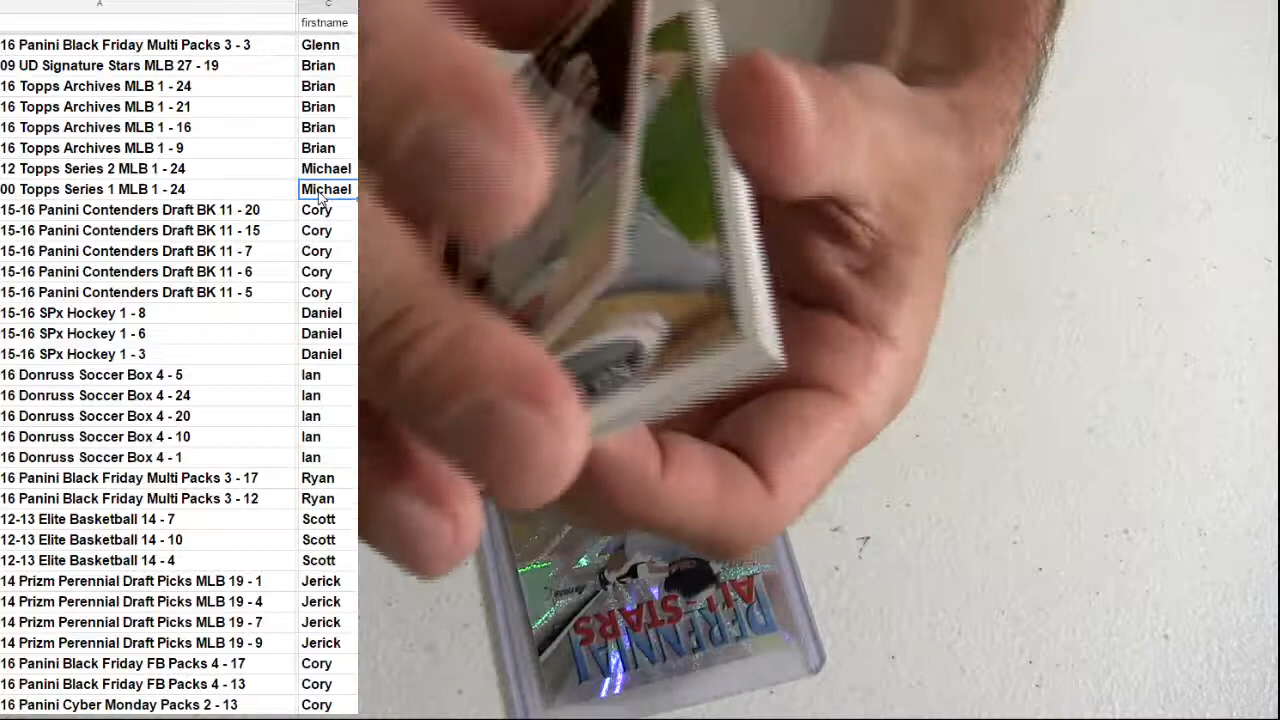 A C
firstname
16 Panini Black Friday Multi Packs 3 - 3 Glenn
09 UD Signature Stars MLB 27 - 19 Brian
16 Topps Archives MLB 1 - 24 Brian
16 Topps Archives MLB 1 - 21 Brian
16 Topps Archives MLB 1 - 16 Brian
16 Topps Archives MLB 1 - 9 Brian
12 Topps Series 2 MLB 1 - 24 Michael
00 Topps Series 1 MLB 1 - 24 Michael
15-16 Panini Contenders Draft BK 11 - 20 Cory
15-16 Panini Contenders Draft BK 11 - 15 Cory
15-16 Panini Contenders Draft BK 11 - 7 Cory
15-16 Panini Contenders Draft BK 11 - 6 Cory
15-16 Panini Contenders Draft BK 11 - 5 Cory
15-16 SPx Hockey 1 - 8 Daniel
15-16 SPx Hockey 1 - 6 Daniel
15-16 SPx Hockey 1 - 3 Daniel
16 Donruss Soccer Box 4 - 5 Ian
16 Donruss Soccer Box 4 - 24 Ian
16 Donruss Soccer Box 4 - 20 Ian
16 Donruss Soccer Box 4 - 10 Ian
16 Donruss Soccer Box 4 - 1 Ian
16 Panini Black Friday Multi Packs 3 - 17 Ryan
16 Panini Black Friday Multi Packs 3 - 12 Ryan
12-13 Elite Basketball 14 - 7 Scott
12-13 Elite Basketball 14 - 10 Scott
12-13 Elite Basketball 14 - 4 Scott
14 Prizm Perennial Draft Picks MLB 19 - 1 Jerick
14 Prizm Perennial Draft Picks MLB 19 - 4 Jerick
14 Prizm Perennial Draft Picks MLB 19 - 7 Jerick
14 Prizm Perennial Draft Picks MLB 19 - 9 Jerick
16 Panini Black Friday FB Packs 4 - 17 Cory
16 Panini Black Friday FB Packs 4 - 13 Cory
16 Panini Cyber Monday Packs 2 - 13 Cory
PERENNIAL
ALL-STARS